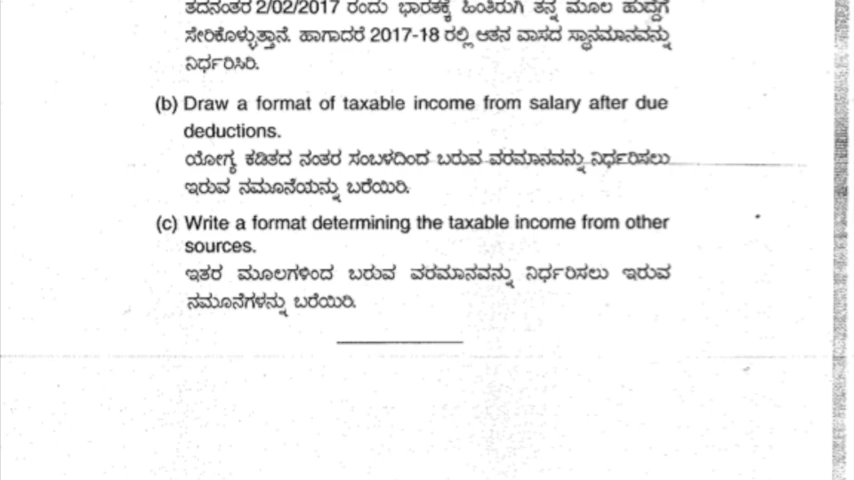 ತದನಂತರ 2/02/2017 ರಂದು ಭಾರತಕ್ಕೆ ಹಿಂತಿರುಗಿ ತನ್ನ ಮೂಲ ಹುದ್ದೆಗೆ
ಸೇರಿಕೊಳ್ಳುತ್ತಾನೆ. ಹಾಗಾದರೆ 2017-18 ರಲ್ಲಿ ಆತನ ವಾಸದ ಸ್ಥಾನಮಾನವನ್ನು
ನಿರ್ಧರಿಸಿರಿ.
(b) Draw a format of taxable income from salary after due
deductions.
ಯೋಗ್ಯ ಕಡಿತದ ನಂತರ ಸಂಬಳದಿಂದ ಬರುವ ವರಮಾನವನ್ನು ನಿರ್ಧರಿಸಲು
ಇರುವ ನಮೂನೆಯನ್ನು ಬರೆಯಿರಿ.
(c) Write a format determining the taxable income from other
sources.
ಇತರ ಮೂಲಗಳಿಂದ ಬರುವ ವರಮಾನವನ್ನು ನಿರ್ಧರಿಸಲು ಇರುವ
ನಮೂನೆಗಳನ್ನು ಬರೆಯಿರಿ.